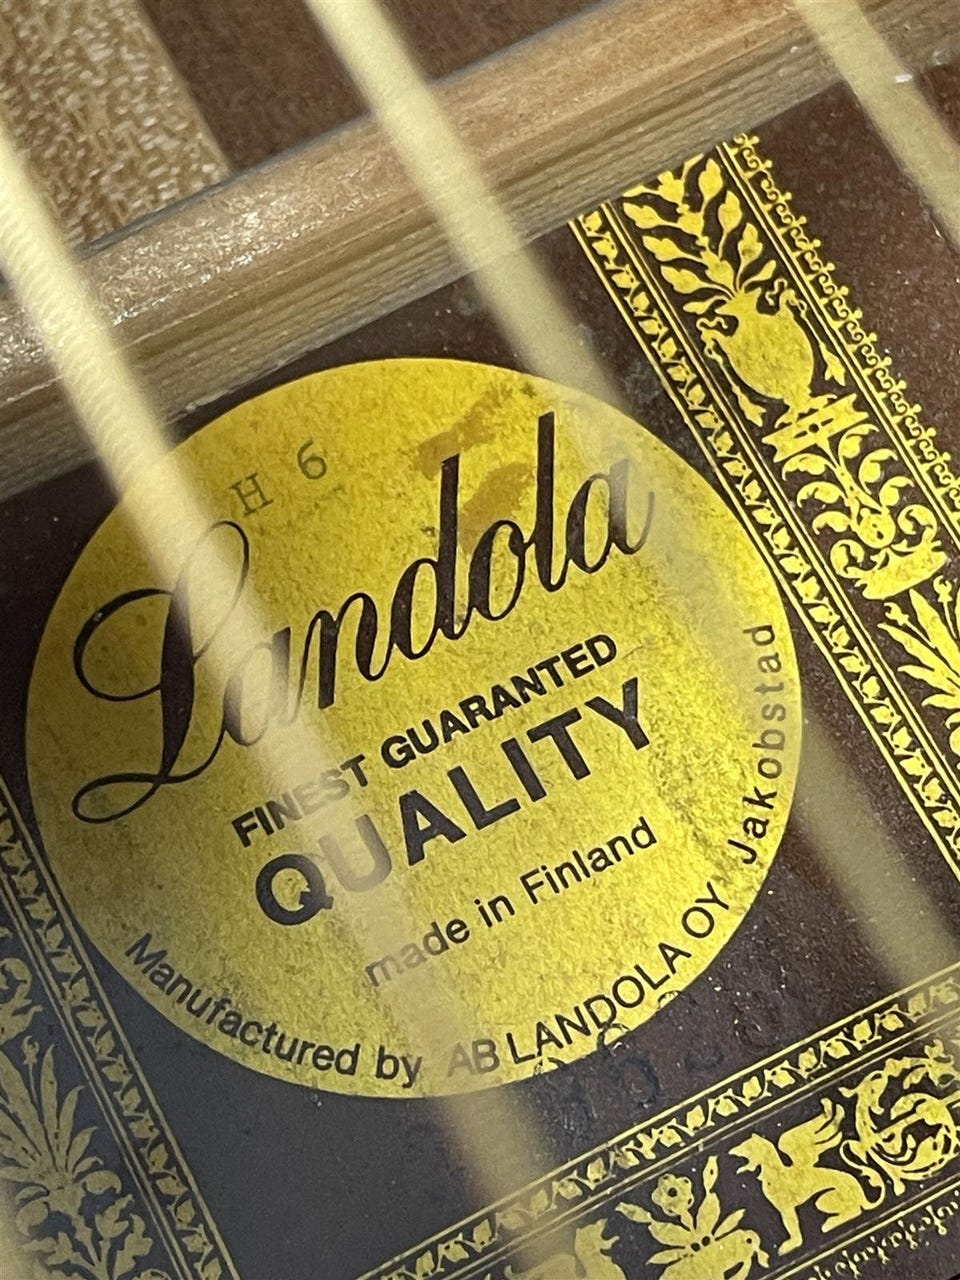 H 6
Landola
FINEST GUARANTED
QUALITY
made in Finland
Manufactured by AB LANDOLA OY Jakobstad